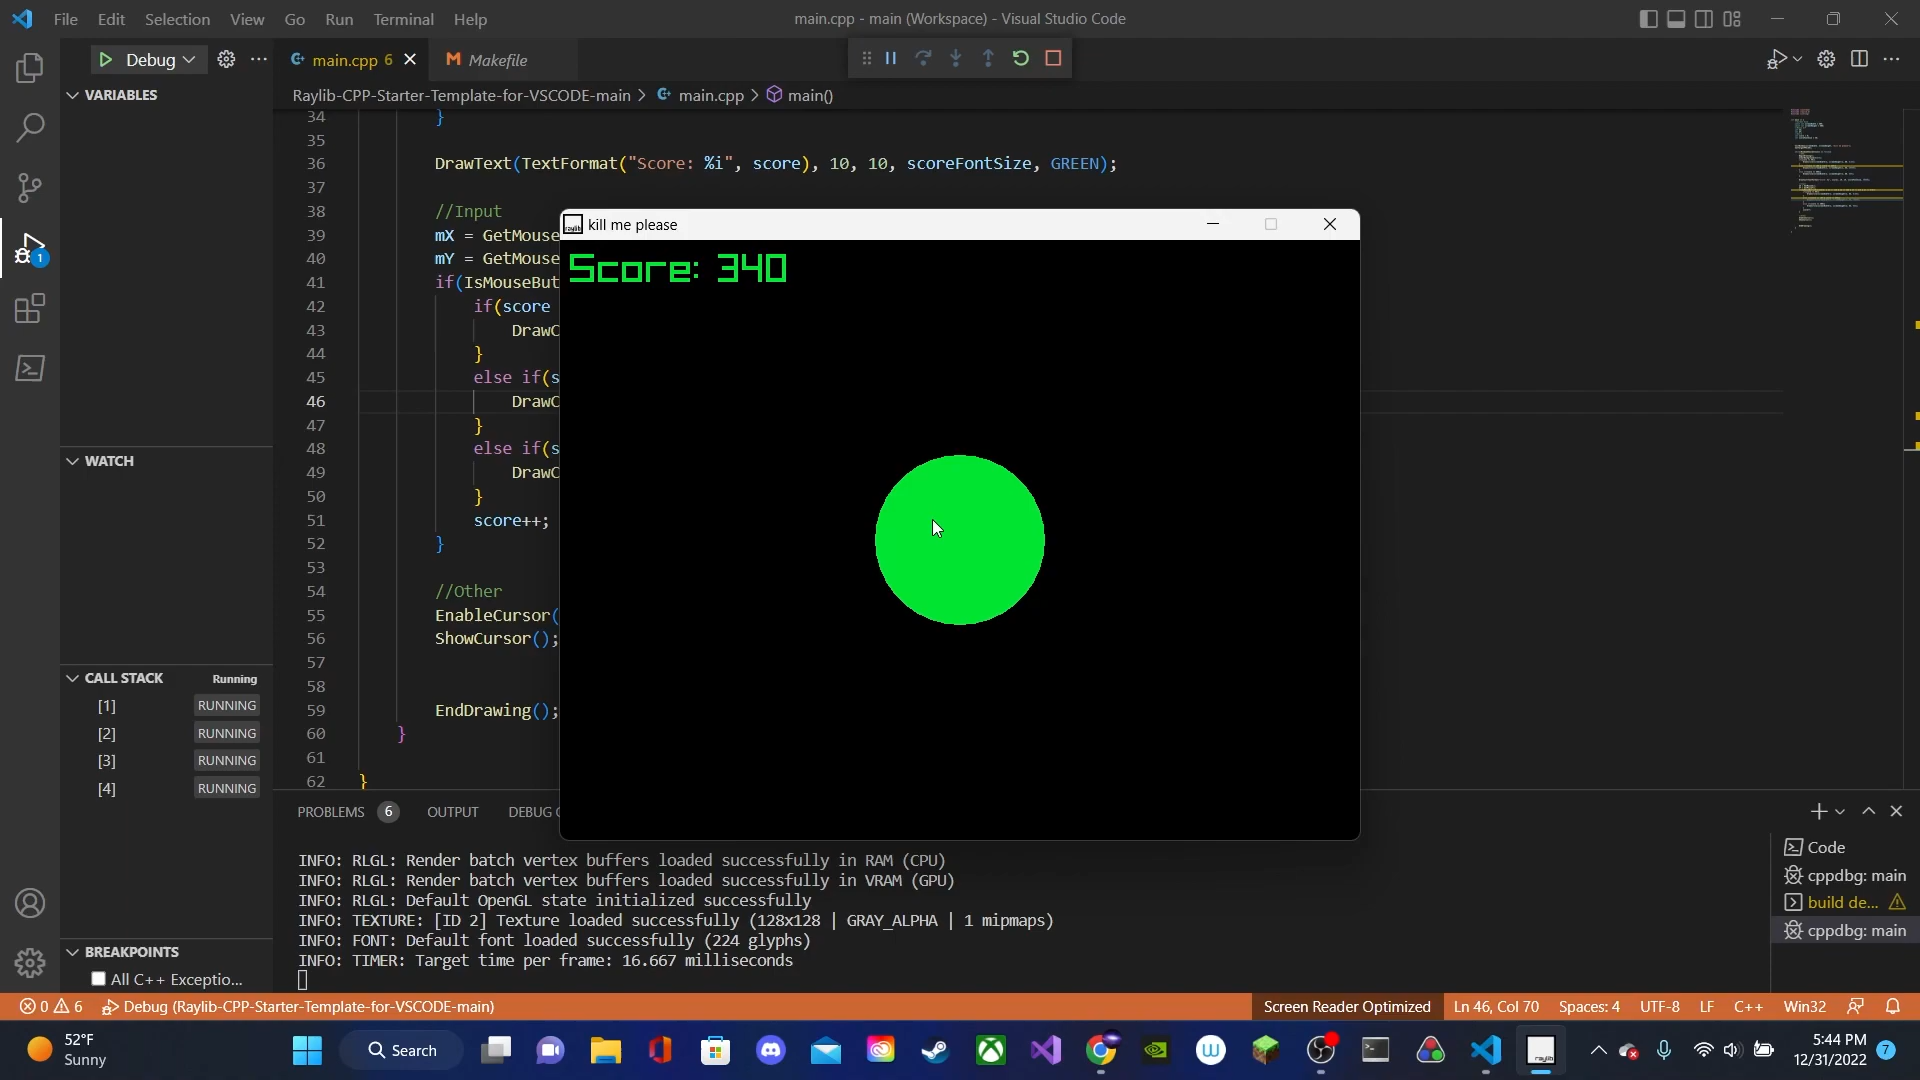 File Edit Selection View Go Run Terminal Help
main.cpp - main (Workspace) - Visual Studio Code
Debug
main.cpp 6
Makefile
VARIABLES
Raylib-CPP-Starter-Template-for-VSCODE-main > main.cpp > main()
34 }
35
36 DrawText(TextFormat("Score: %i", score), 10, 10, scoreFontSize, GREEN);
37
38 //Input
39 mX = GetMouse
40 mY = GetMouse
41 if(IsMouseBut
42 if(score
43 DrawC
44 }
45 else if(s
46 DrawC
47 }
48 else if(s
49 DrawC
50 }
51 score++;
52 }
53
54 //Other
55 EnableCursor(
56 ShowCursor();
57
58
59 EndDrawing();
60 }
61
62 }
raylib
kill me please
Score: 340
1
WATCH
CALL STACK Running
[1] RUNNING
[2] RUNNING
[3] RUNNING
[4] RUNNING
BREAKPOINTS
All C++ Exceptio...
PROBLEMS 6 OUTPUT DEBUG C
INFO: RLGL: Render batch vertex buffers loaded successfully in RAM (CPU)
INFO: RLGL: Render batch vertex buffers loaded successfully in VRAM (GPU)
INFO: RLGL: Default OpenGL state initialized successfully
INFO: TEXTURE: [ID 2] Texture loaded successfully (128x128 | GRAY_ALPHA | 1 mipmaps)
INFO: FONT: Default font loaded successfully (224 glyphs)
INFO: TIMER: Target time per frame: 16.667 milliseconds
Code
cppdbg: main
build de...
cppdbg: main
0 6 Debug (Raylib-CPP-Starter-Template-for-VSCODE-main)
Screen Reader Optimized Ln 46, Col 70 Spaces: 4 UTF-8 LF C++ Win32
52°F
Sunny
Search
raylib
5:44 PM
12/31/2022
7